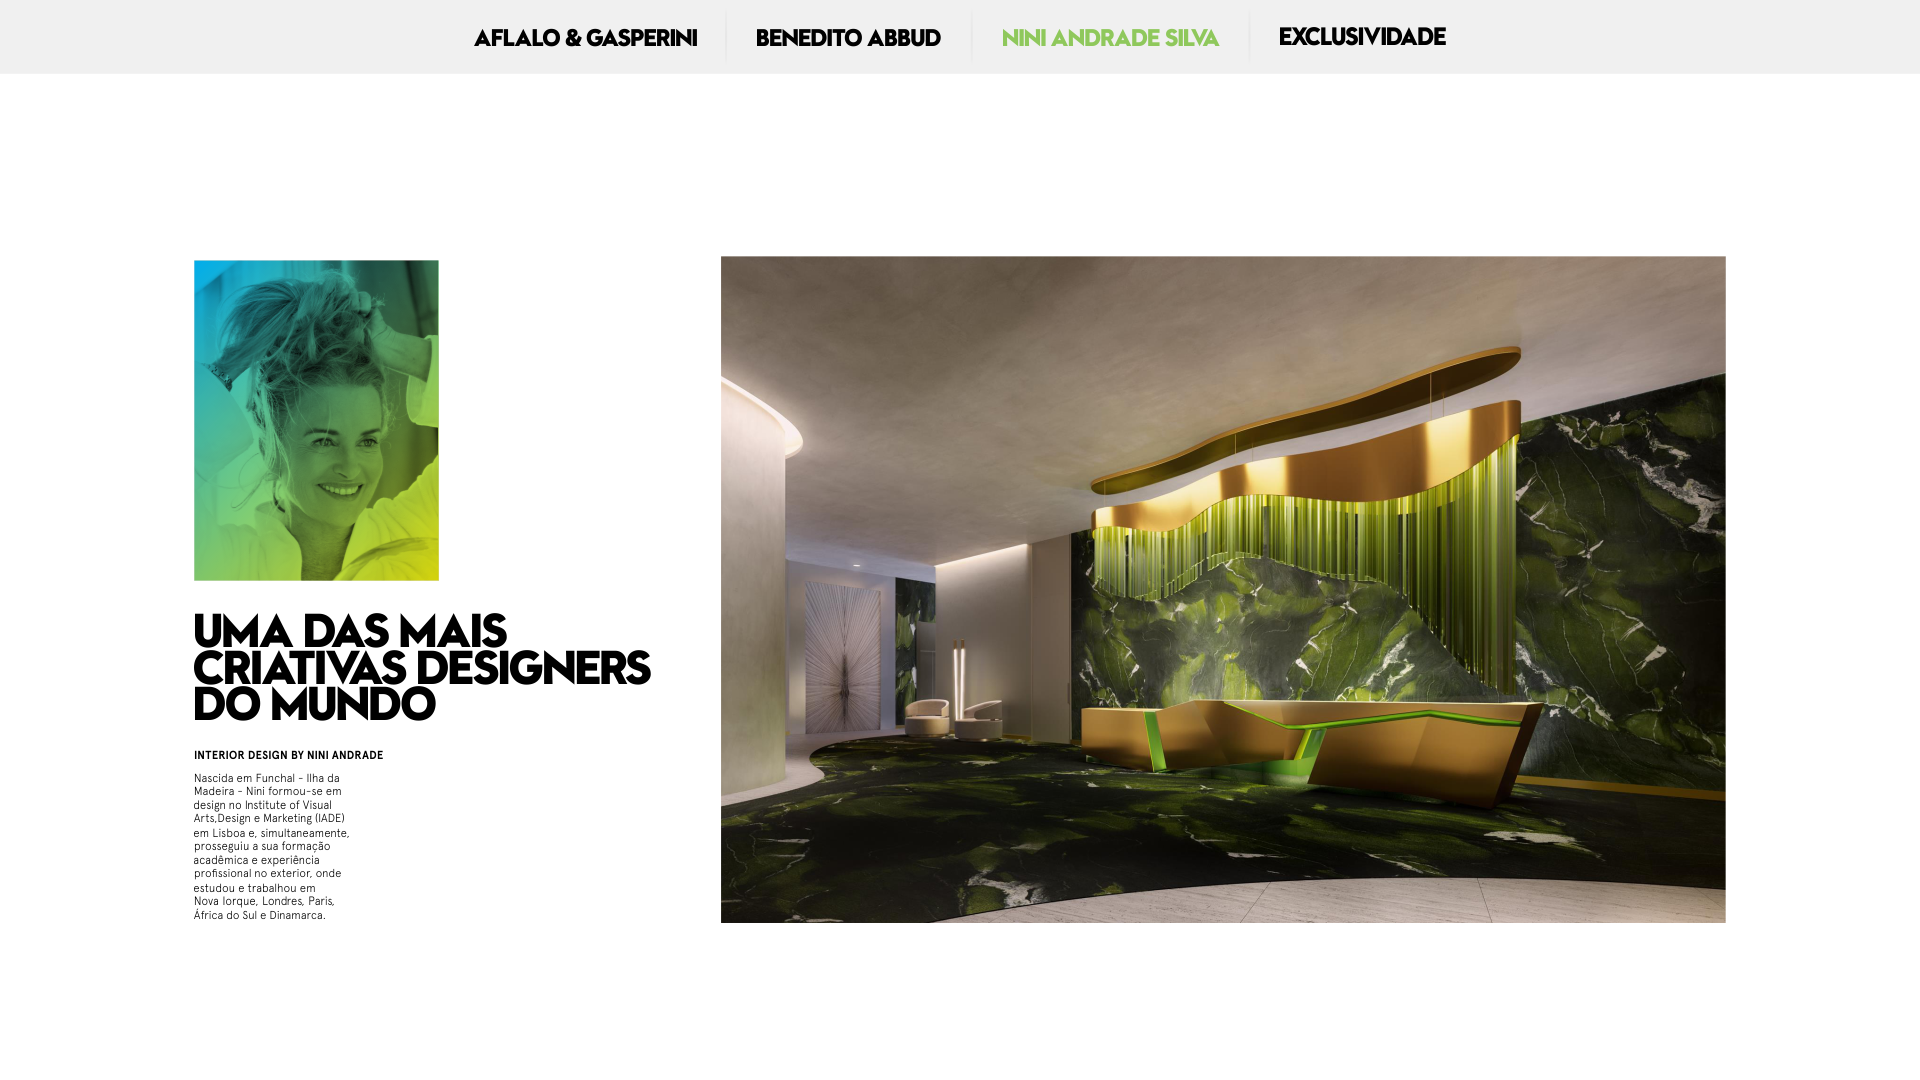 AFLALO & GASPERINI
BENEDITO ABBUD
NINI ANDRADE SILVA
EXCLUSIVIDADE
UMA DAS MAIS
CRIATIVAS DESIGNERS
DO MUNDO
INTERIOR DESIGN BY NINI ANDRADE
Nascida em Funchal - Ilha da
Madeira - Nini formou-se em
design no Institute of Visual
Arts,Design e Marketing (IADE)
em Lisboa e, simultaneamente,
prosseguiu a sua formação
acadêmica e experiência
profissional no exterior, onde
estudou e trabalhou em
Nova Iorque, Londres, Paris,
África do Sul e Dinamarca.